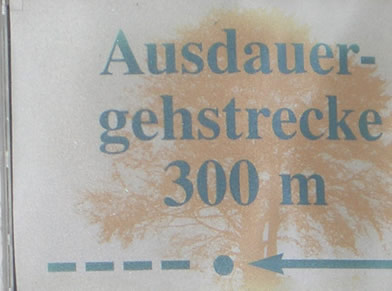 Ausdauer-
gehstrecke
300 m